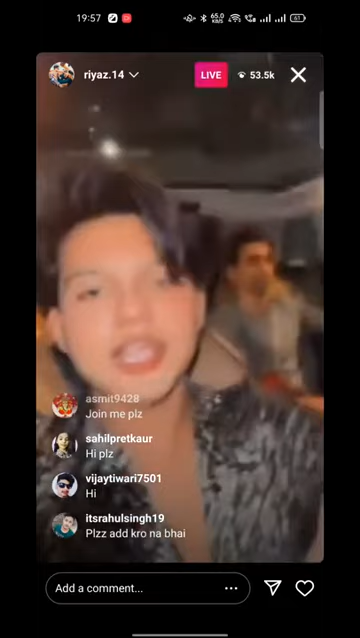 19:57
65.0
KB/S
61
riyaz.14
LIVE
53.5k
asmit9428
Join me plz
sahilpretkaur
Hi plz
vijaytiwari7501
Hi
itsrahulsingh19
Plzz add kro na bhai
Add a comment...